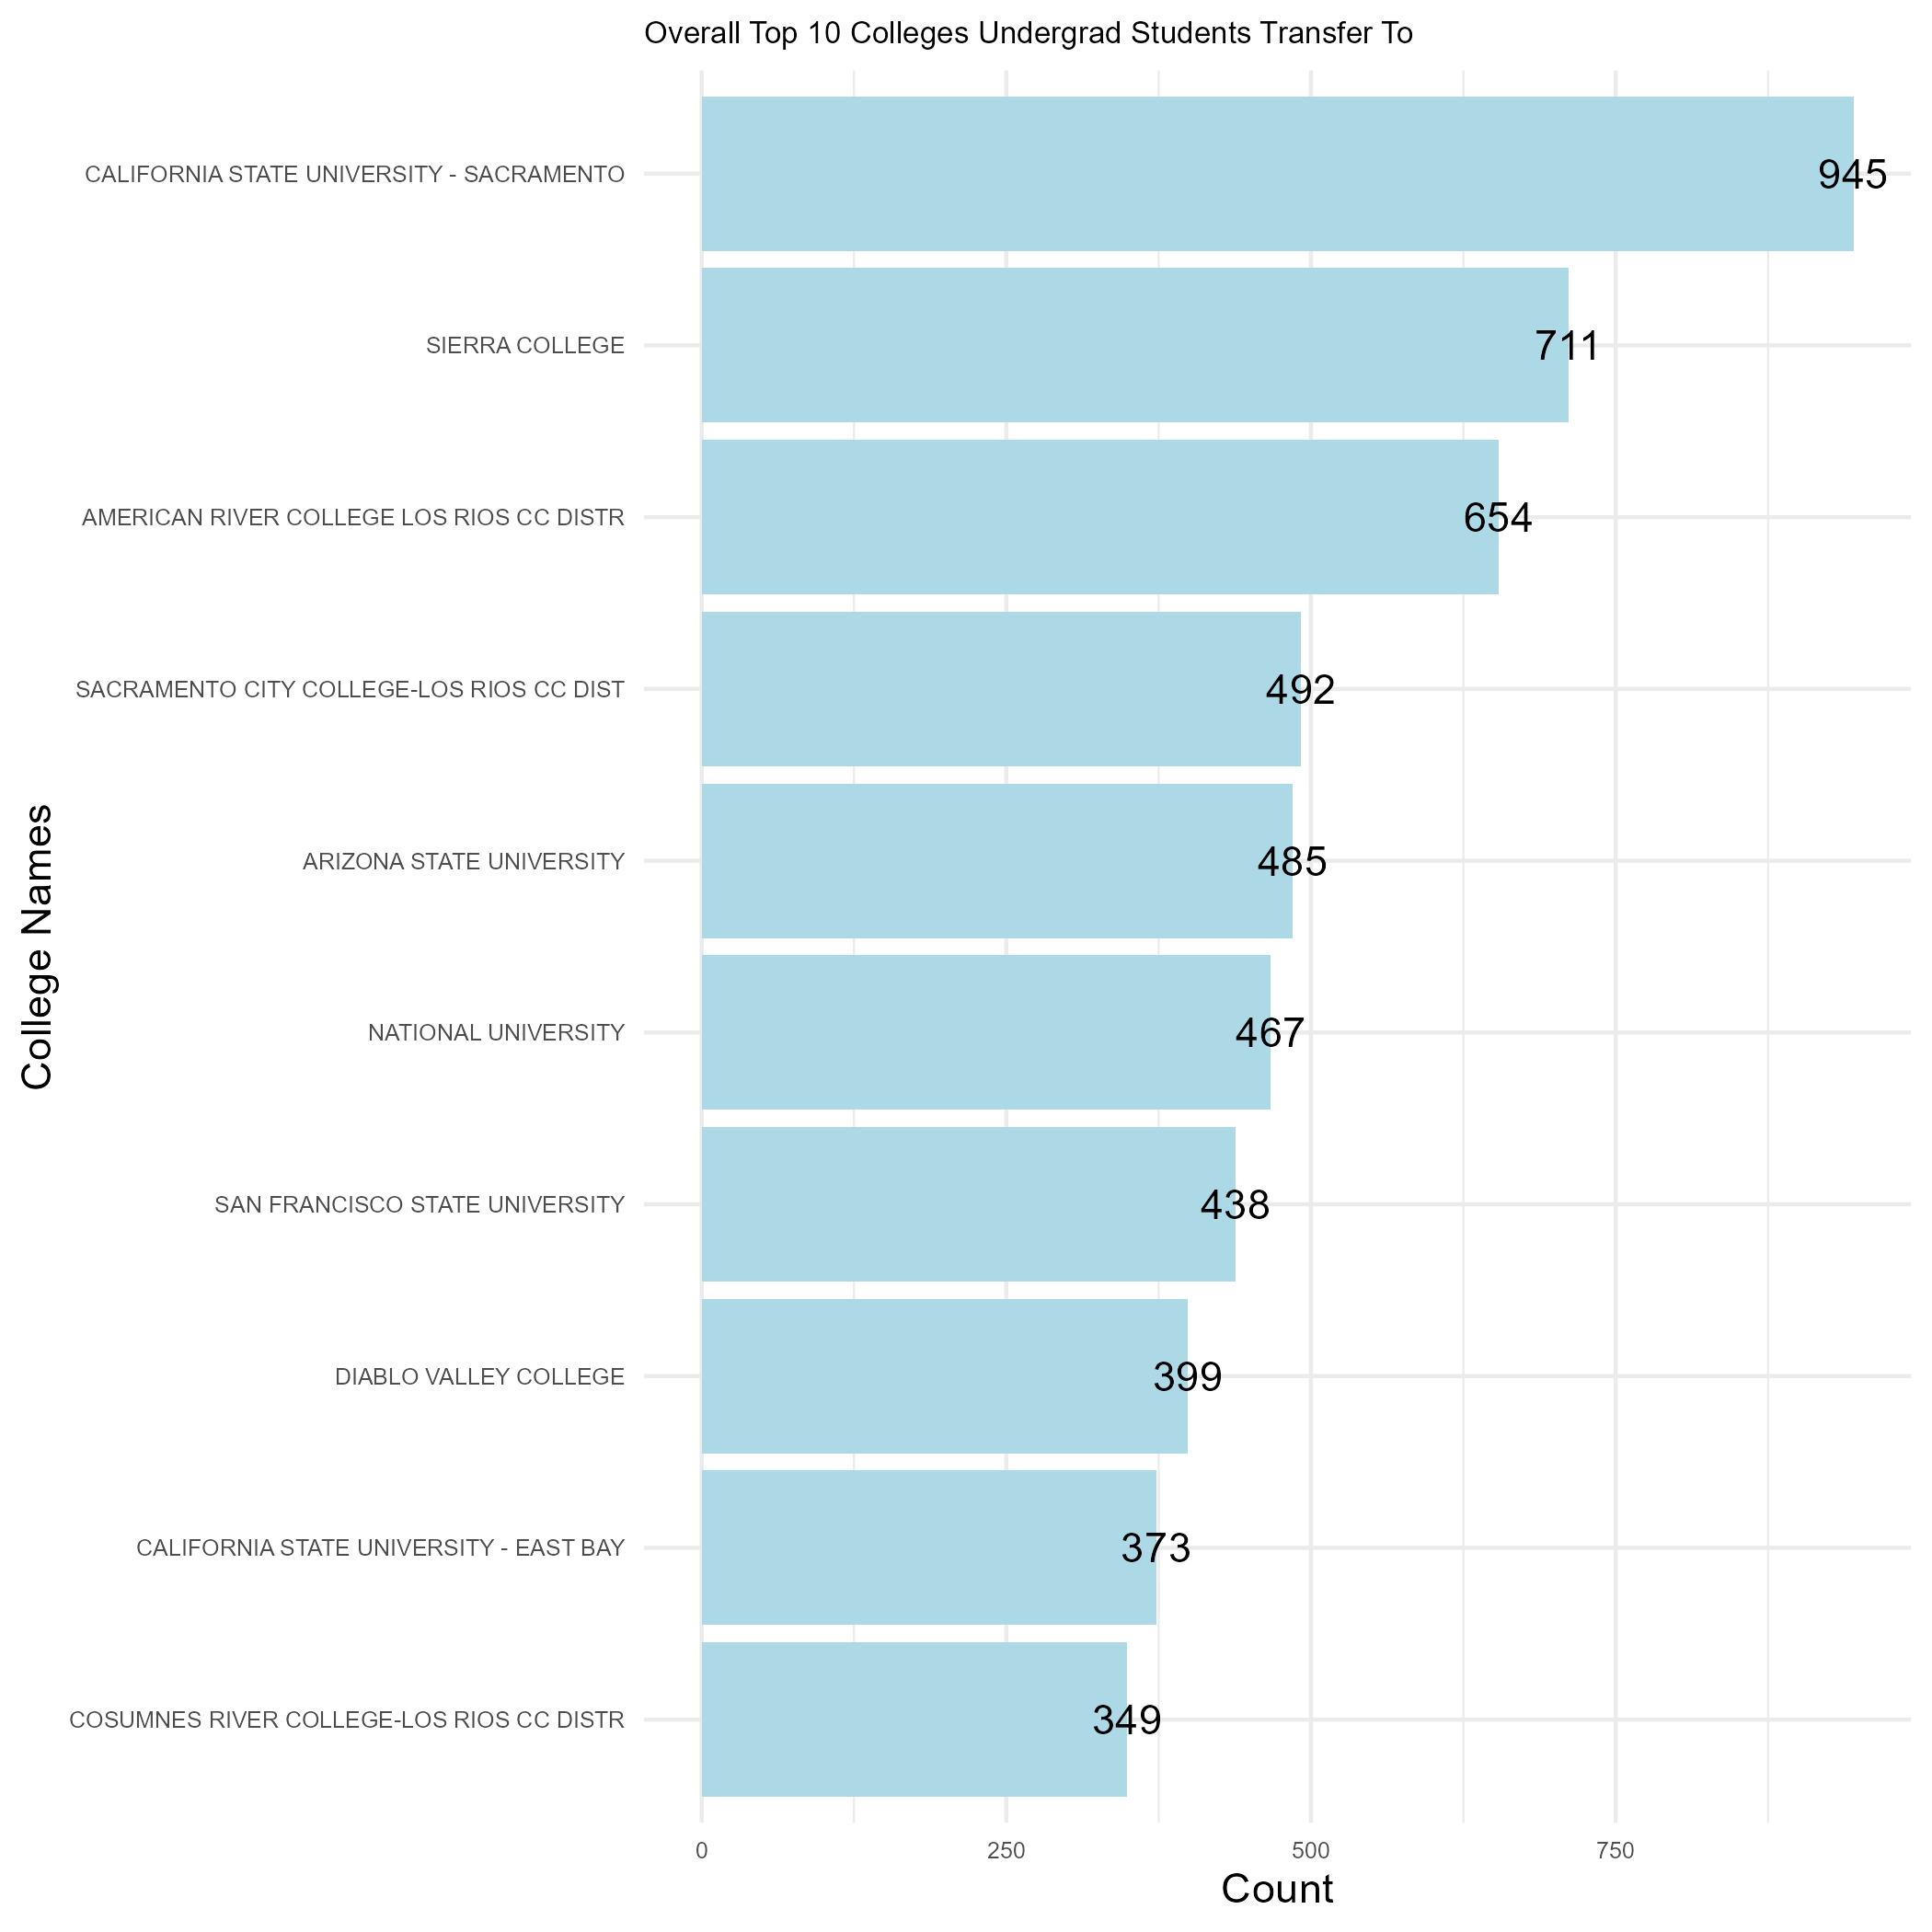 Overall Top 10 Colleges Undergrad Students Transfer To
CALIFORNIA STATE UNIVERSITY - SACRAMENTO
945
SIERRA COLLEGE
711
AMERICAN RIVER COLLEGE LOS RIOS CC DISTR
654
SACRAMENTO CITY COLLEGE-LOS RIOS CC DIST
492
ARIZONA STATE UNIVERSITY
485
NATIONAL UNIVERSITY
467
SAN FRANCISCO STATE UNIVERSITY
438
DIABLO VALLEY COLLEGE
399
CALIFORNIA STATE UNIVERSITY - EAST BAY
373
COSUMNES RIVER COLLEGE-LOS RIOS CC DISTR
349
College Names
0 250 500 750
Count